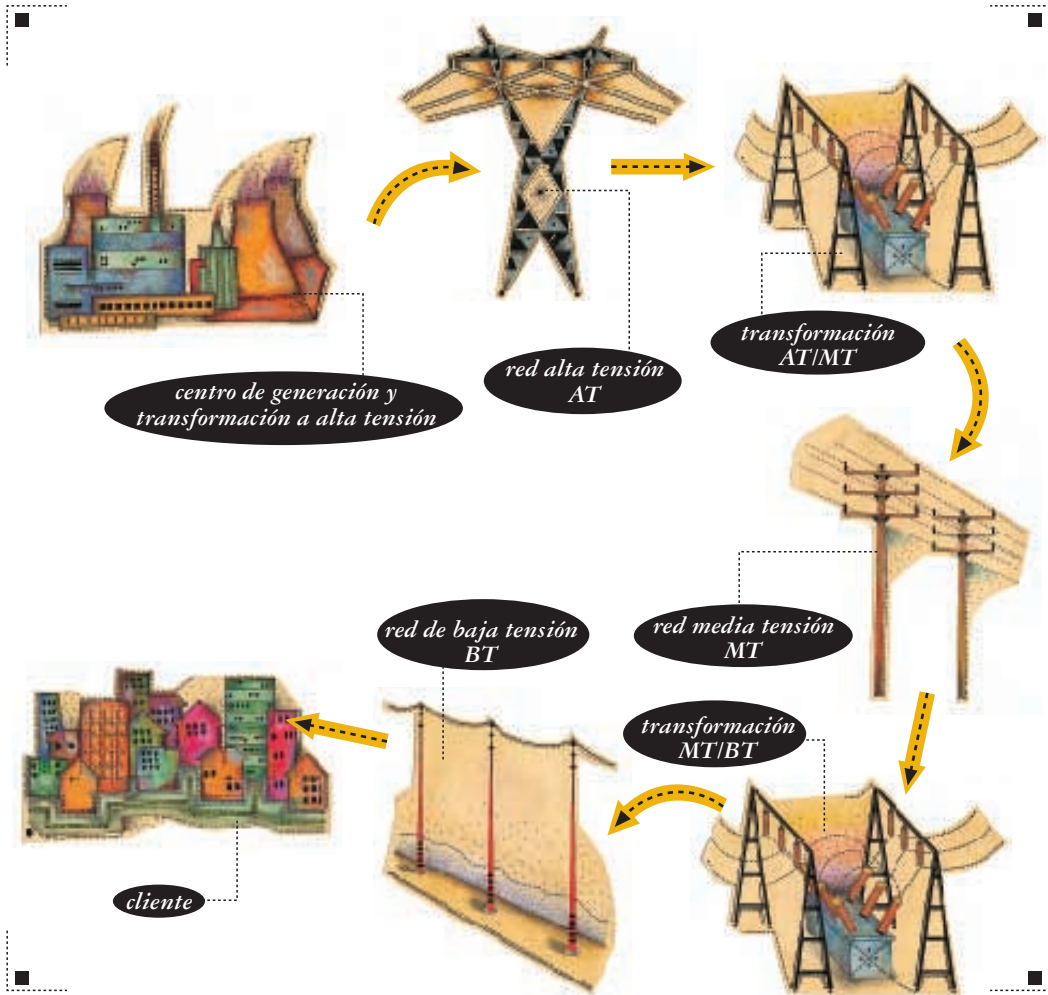 centro de generación y
transformación a alta tensión
red alta tensión
AT
transformación
AT/MT
red media tensión
MT
transformación
MT/BT
red de baja tensión
BT
cliente